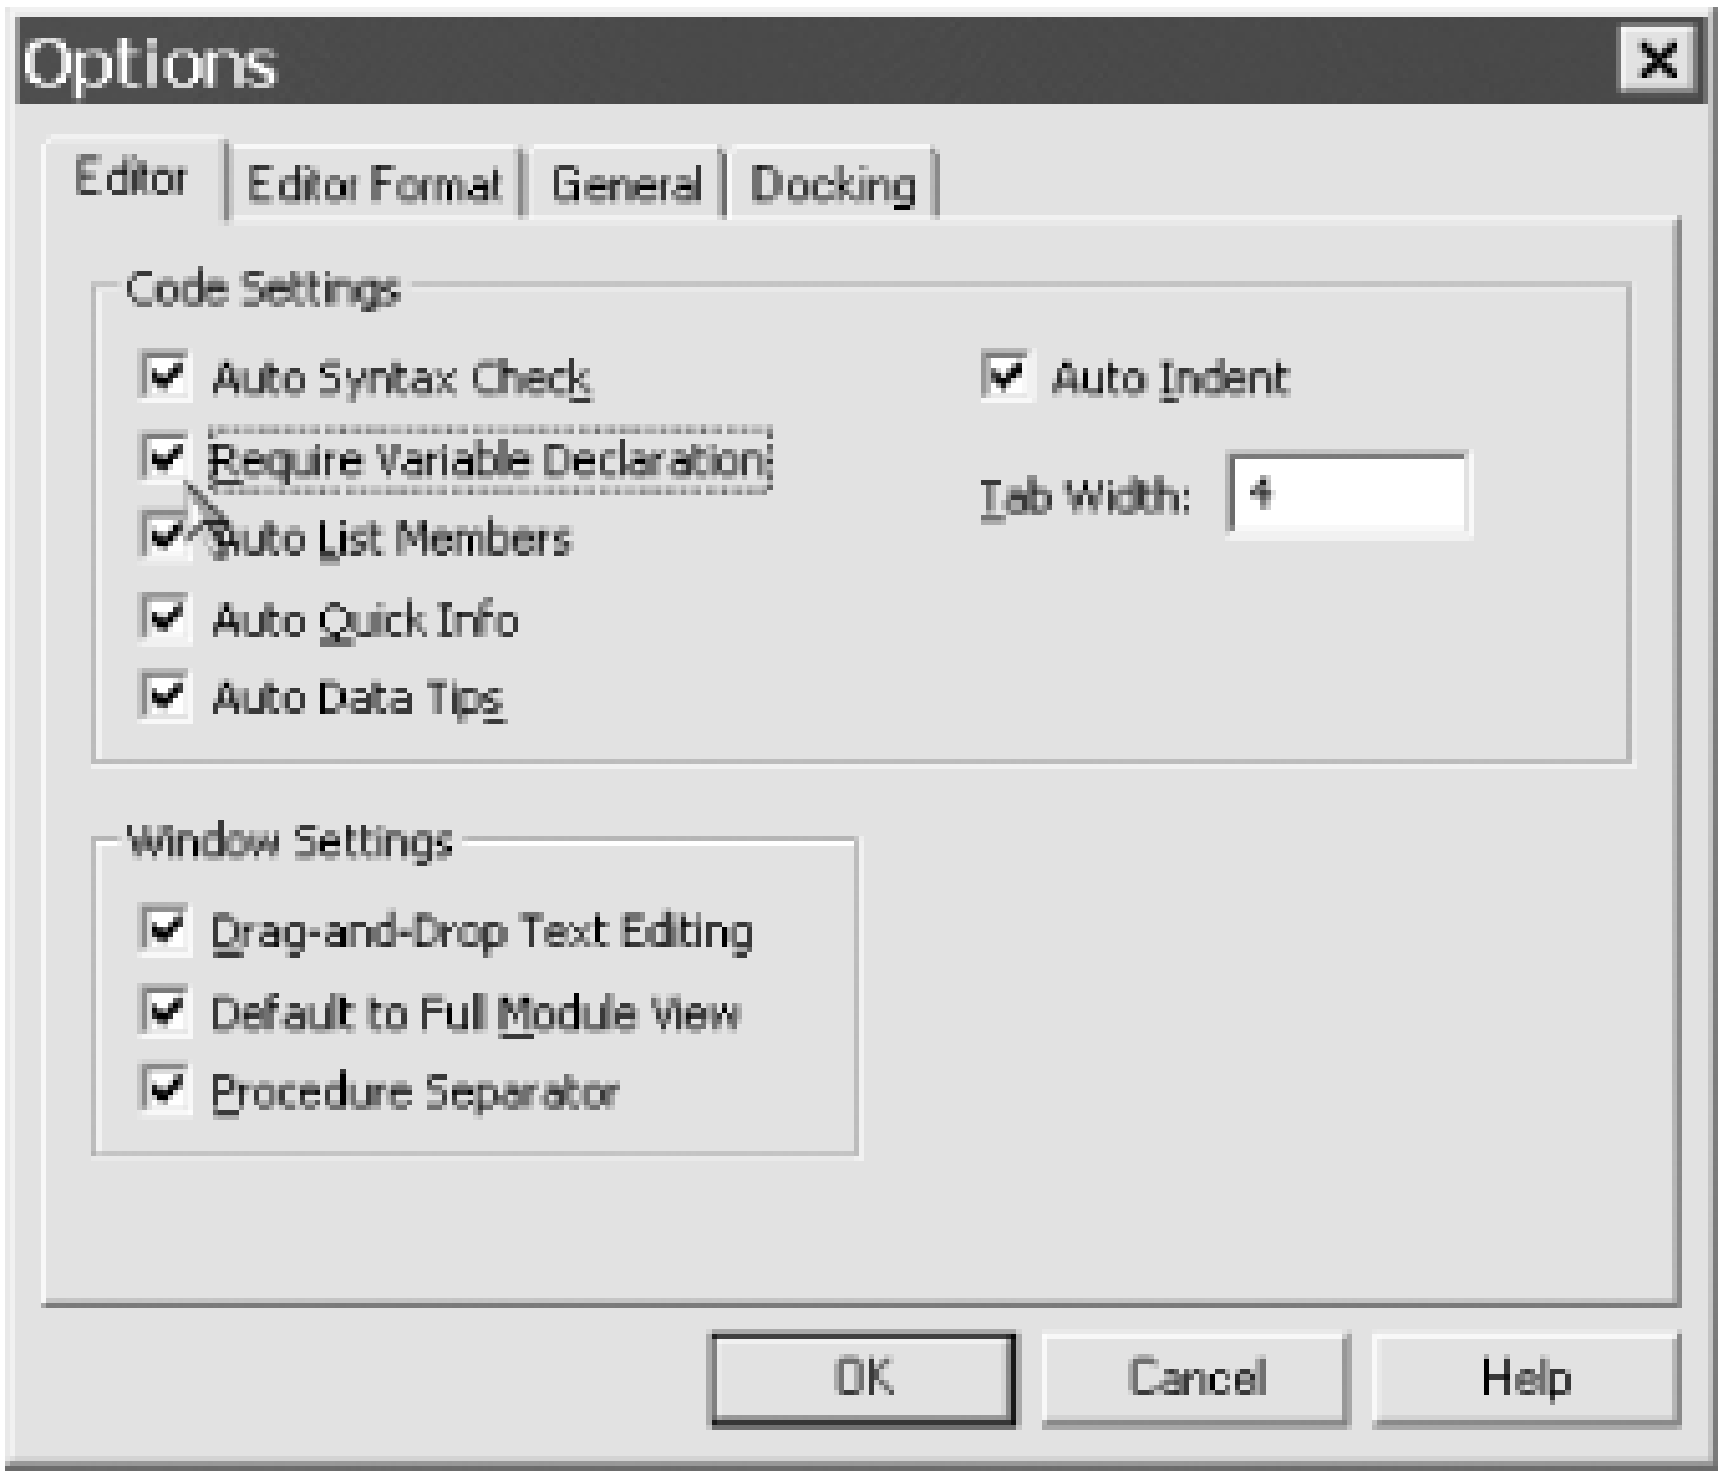 Options
Editor
Editor Format
General
Docking
Code Settings
Auto Syntax Check
Auto Indent
Require Variable Declaration
Tab Width: 4
Auto List Members
Auto Quick Info
Auto Data Tips
Window Settings
Drag-and-Drop Text Editing
Default to Full Module View
Procedure Separator
OK
Cancel
Help